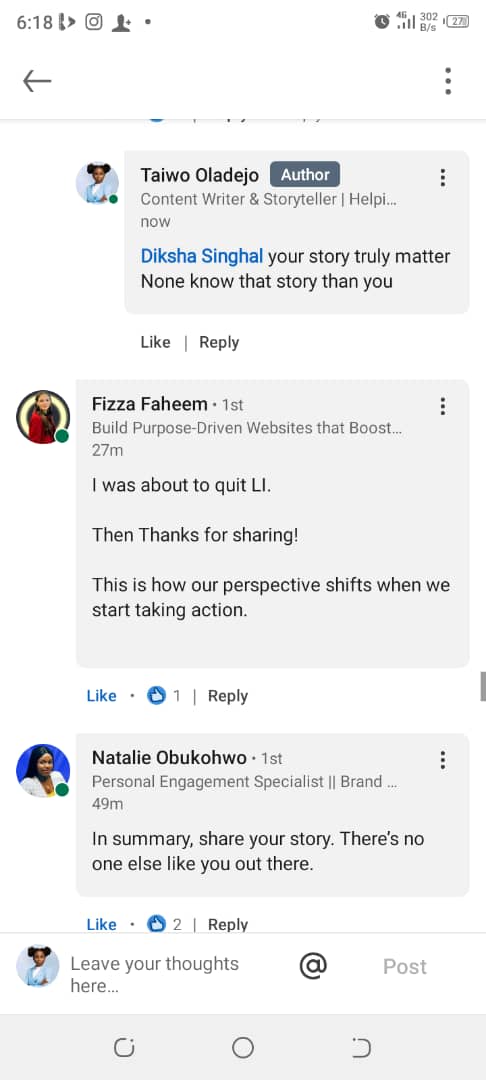 6:18
4G
302
B/s
27
Taiwo Oladejo Author
Content Writer & Storyteller | Helpi...
now
Diksha Singhal your story truly matter
None know that story than you
Like | Reply
Fizza Faheem • 1st
Build Purpose-Driven Websites that Boost...
27m
I was about to quit LI.
Then Thanks for sharing!
This is how our perspective shifts when we
start taking action.
Like • 1 | Reply
Natalie Obukohwo • 1st
Personal Engagement Specialist || Brand ...
49m
In summary, share your story. There's no
one else like you out there.
Like • 2 | Reply
Leave your thoughts
here...
@
Post